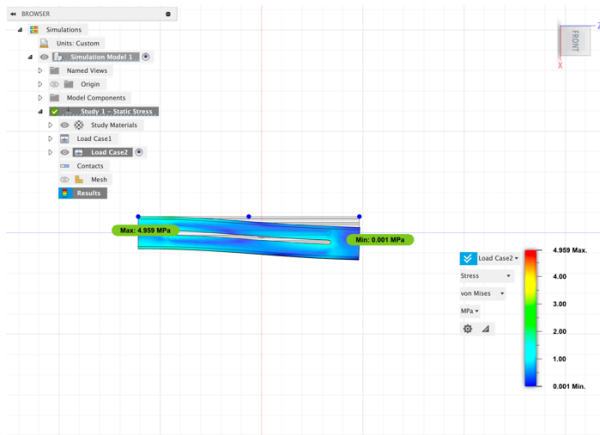 BROWSER
Simulations
Units: Custom
Simulation Model 1
Named Views
Origin
Model Components
Study 1 - Static Stress
Study Materials
Load Case1
Load Case2
Contacts
Mesh
Results
FRONT
Z
X
Max: 4.959 MPa
Min: 0.001 MPa
Load Case2
Stress
von Mises
MPa
4.959 Max.
4.00
3.00
2.00
1.00
0.001 Min.